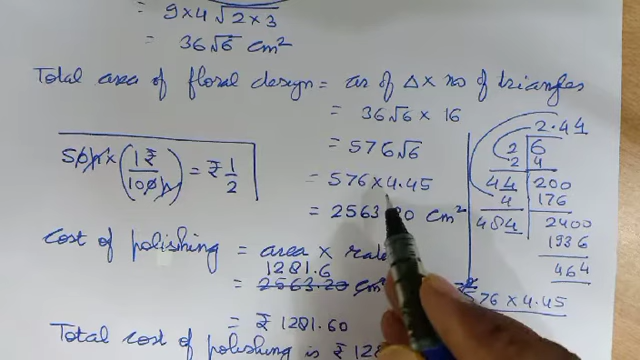 = 9×4√2×3
= 36√6 cm²
Total area of floral design = ar of Δ × no of triangles
= 36√6 × 16
= 576√6
= 576×4.45
= 2563 20 cm²
50p× (1₹/100p) = ₹ 1/2
2.44
2 6
2 4
44 200
4 176
484 2400
1936
464
576 × 4.45
Cost of polishing = area × rate
1281.6
= 2563.20 cm²
= ₹ 1281.60
Total cost of polishing is ₹ 128